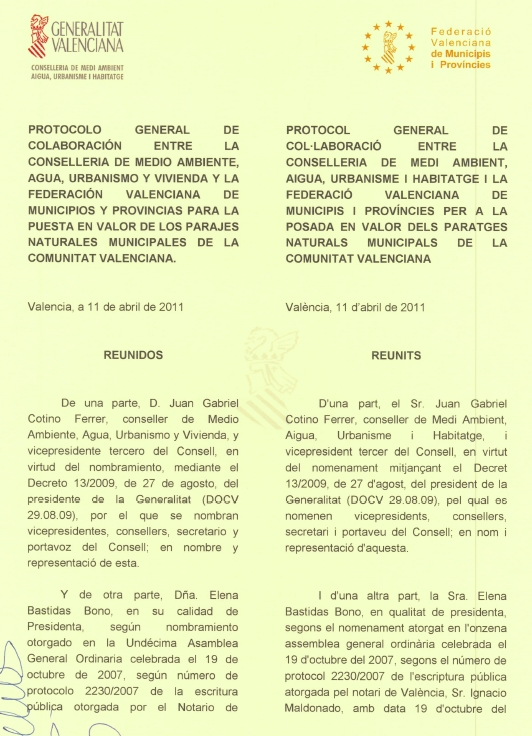 GENERALITAT
VALENCIANA
CONSELLERIA DE MEDI AMBIENT
AIGUA, URBANISME I HABITATGE
Federació
Valenciana
de Municipis
i Províncies
PROTOCOLO GENERAL DE
COLABORACIÓN ENTRE LA
CONSELLERIA DE MEDIO AMBIENTE,
AGUA, URBANISMO Y VIVIENDA Y LA
FEDERACIÓN VALENCIANA DE
MUNICIPIOS Y PROVINCIAS PARA LA
PUESTA EN VALOR DE LOS PARAJES
NATURALES MUNICIPALES DE LA
COMUNITAT VALENCIANA.
Valencia, a 11 de abril de 2011
REUNIDOS
De una parte, D. Juan Gabriel
Cotino Ferrer, conseller de Medio
Ambiente, Agua, Urbanismo y Vivienda, y
vicepresidente tercero del Consell, en
virtud del nombramiento, mediante el
Decreto 13/2009, de 27 de agosto, del
presidente de la Generalitat (DOCV
29.08.09), por el que se nombran
vicepresidentes, consellers, secretario y
portavoz del Consell; en nombre y
representación de esta.
Y de otra parte, Dña. Elena
Bastidas Bono, en su calidad de
Presidenta, según nombramiento
otorgado en la Undécima Asamblea
General Ordinaria celebrada el 19 de
octubre de 2007, según número de
protocolo 2230/2007 de la escritura
pública otorgada por el Notario de
PROTOCOL GENERAL DE
COL·LABORACIÓ ENTRE LA
CONSELLERIA DE MEDI AMBIENT,
AIGUA, URBANISME I HABITATGE I LA
FEDERACIÓ VALENCIANA DE
MUNICIPIS I PROVÍNCIES PER A LA
POSADA EN VALOR DELS PARATGES
NATURALS MUNICIPALS DE LA
COMUNITAT VALENCIANA
València, 11 d'abril de 2011
REUNITS
D'una part, el Sr. Juan Gabriel
Cotino Ferrer, conseller de Medi Ambient,
Aigua, Urbanisme i Habitatge, i
vicepresident tercer del Consell, en virtut
del nomenament mitjançant el Decret
13/2009, de 27 d'agost, del president de la
Generalitat (DOCV 29.08.09), pel qual es
nomenen vicepresidents, consellers,
secretari i portaveu del Consell; en nom i
representació d'aquesta.
I d'una altra part, la Sra. Elena
Bastidas Bono, en qualitat de presidenta,
segons el nomenament atorgat en l'onzena
assemblea general ordinària celebrada el
19 d'octubre del 2007, segons el número de
protocol 2230/2007 de l'escriptura pública
atorgada pel notari de València, Sr. Ignacio
Maldonado, amb data 19 d'octubre del